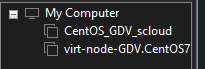 My Computer
CentOS_GDV_scloud
virt-node-GDV.CentOS7